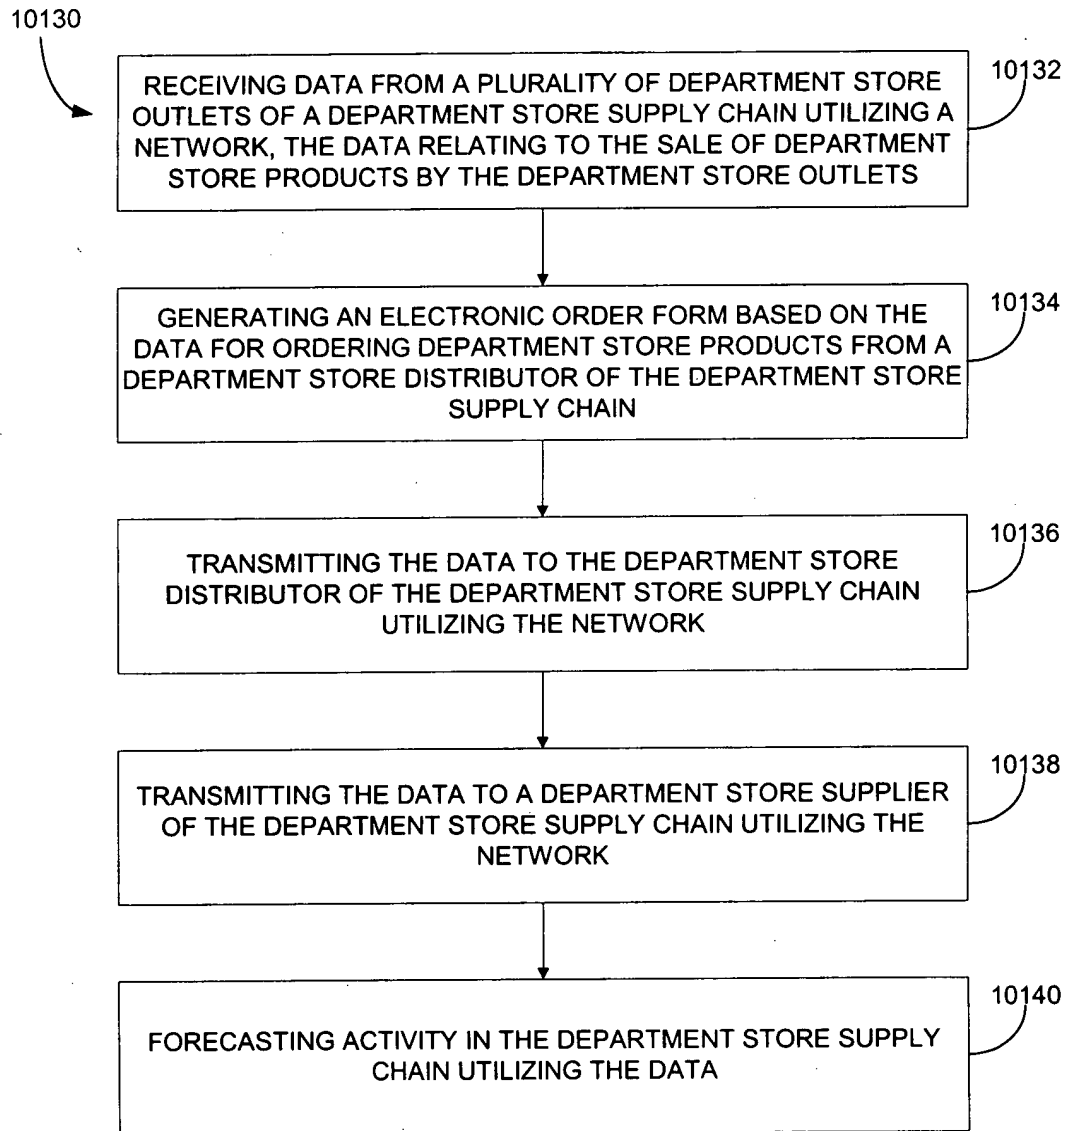 10130
10132
RECEIVING DATA FROM A PLURALITY OF DEPARTMENT STORE
OUTLETS OF A DEPARTMENT STORE SUPPLY CHAIN UTILIZING A
NETWORK, THE DATA RELATING TO THE SALE OF DEPARTMENT
STORE PRODUCTS BY THE DEPARTMENT STORE OUTLETS
10134
GENERATING AN ELECTRONIC ORDER FORM BASED ON THE
DATA FOR ORDERING DEPARTMENT STORE PRODUCTS FROM A
DEPARTMENT STORE DISTRIBUTOR OF THE DEPARTMENT STORE
SUPPLY CHAIN
10136
TRANSMITTING THE DATA TO THE DEPARTMENT STORE
DISTRIBUTOR OF THE DEPARTMENT STORE SUPPLY CHAIN
UTILIZING THE NETWORK
10138
TRANSMITTING THE DATA TO A DEPARTMENT STORE SUPPLIER
OF THE DEPARTMENT STORE SUPPLY CHAIN UTILIZING THE
NETWORK
10140
FORECASTING ACTIVITY IN THE DEPARTMENT STORE SUPPLY
CHAIN UTILIZING THE DATA